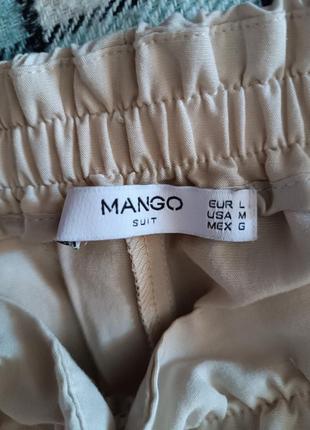 MANGO
SUIT
EUR L
USA M
MEX G